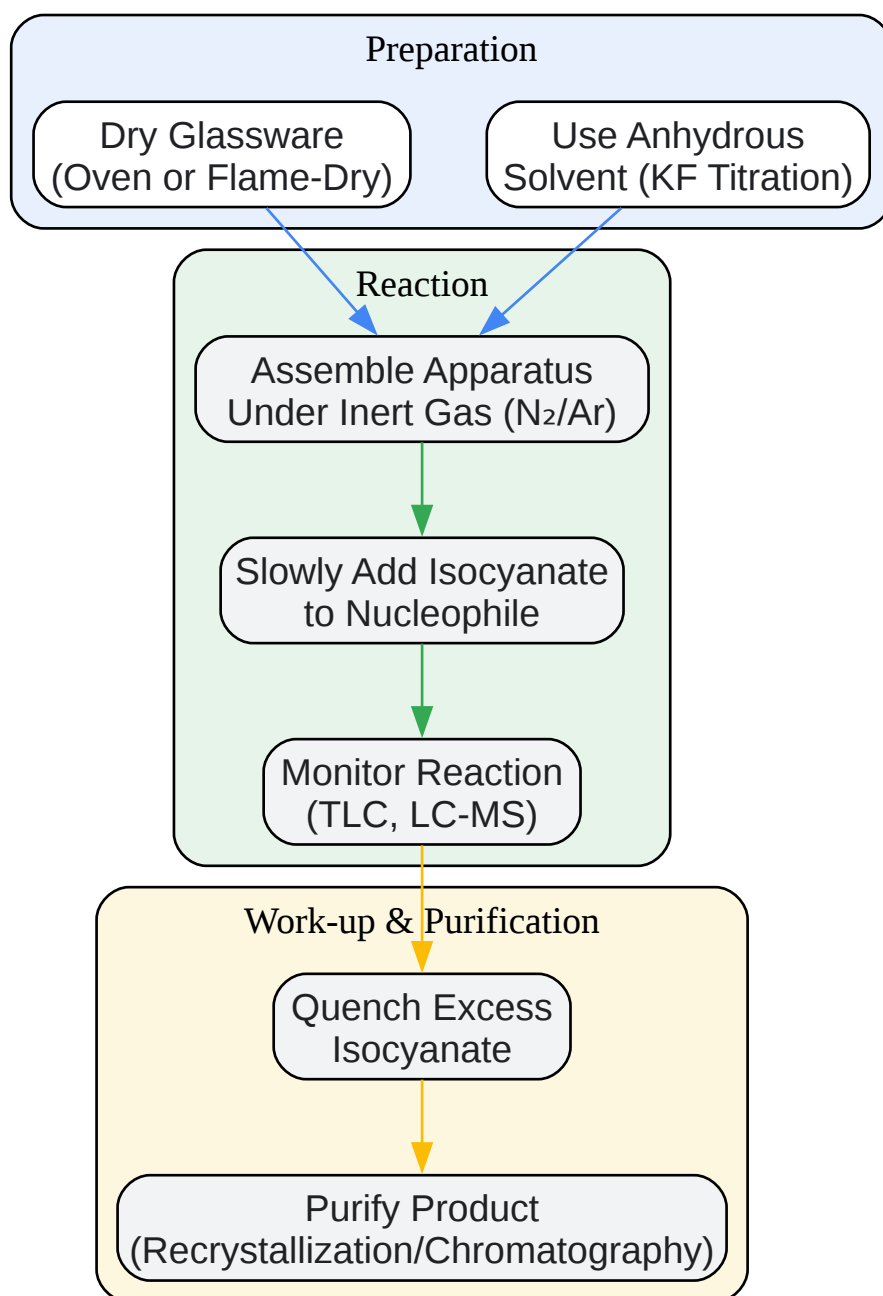 Preparation
Dry Glassware
(Oven or Flame-Dry)
Use Anhydrous
Solvent (KF Titration)
Reaction
Assemble Apparatus
Under Inert Gas (N₂/Ar)
Slowly Add Isocyanate
to Nucleophile
Monitor Reaction
(TLC, LC-MS)
Work-up & Purification
Quench Excess
Isocyanate
Purify Product
(Recrystallization/Chromatography)